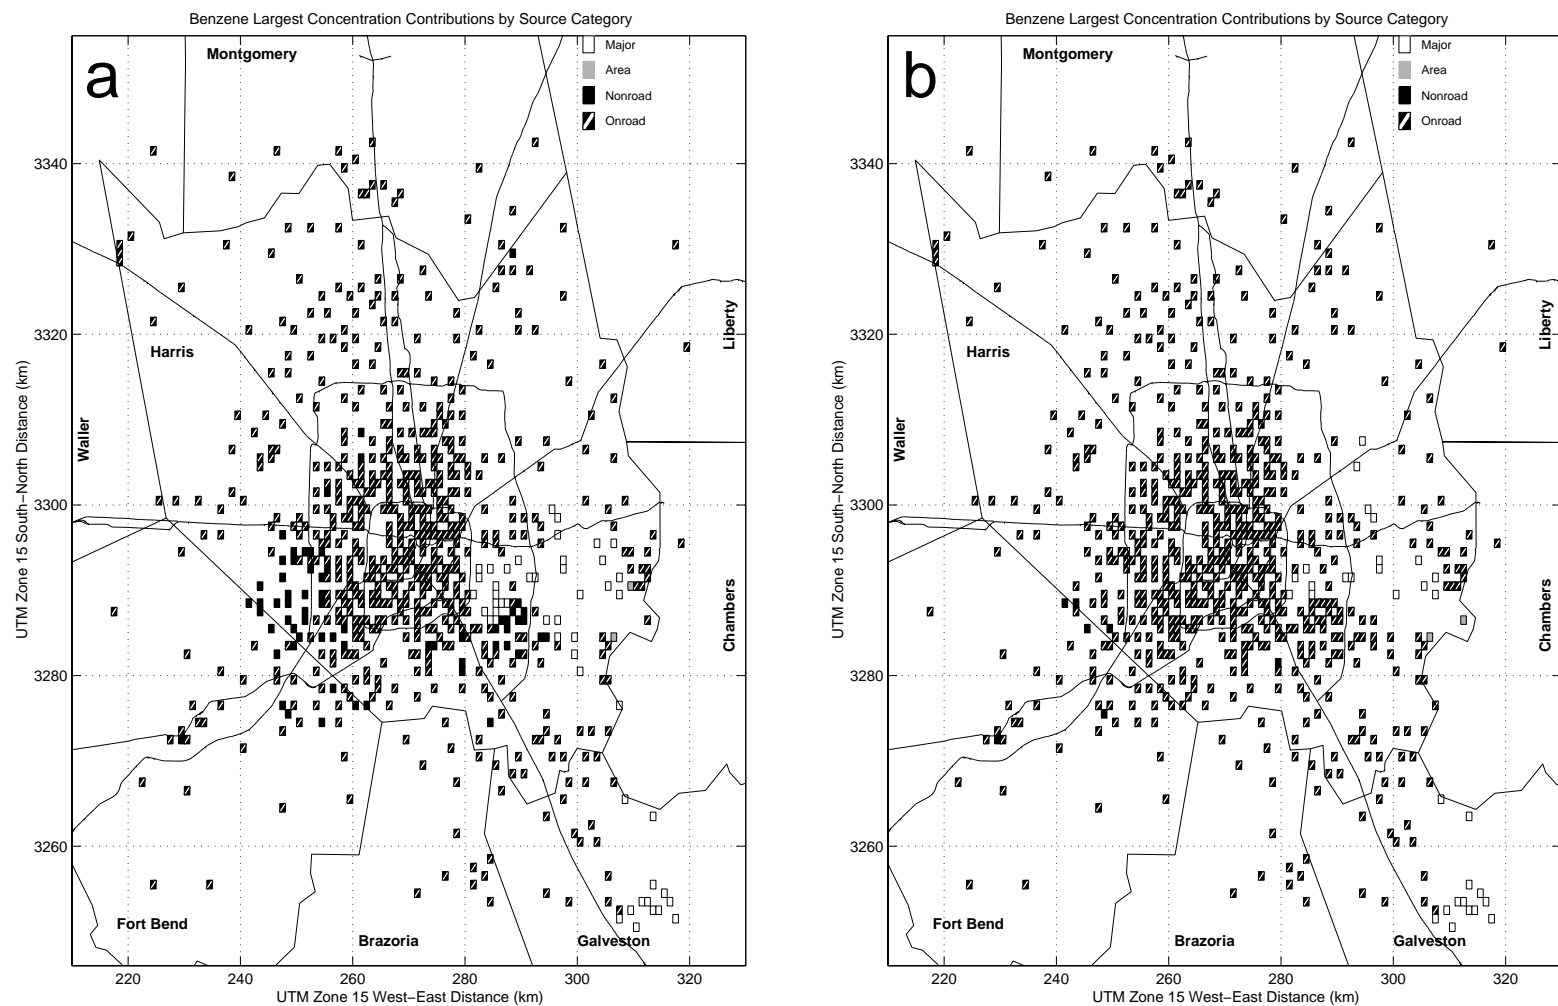 Benzene Largest Concentration Contributions by Source Category
a
Montgomery
Major
Area
Nonroad
Onroad
Harris
Liberty
Waller
Chambers
Fort Bend
Brazoria
Galveston
3340
3320
3300
3280
3260
220 240 260 280 300 320
UTM Zone 15 South−North Distance (km)
UTM Zone 15 West−East Distance (km)
Benzene Largest Concentration Contributions by Source Category
b
Montgomery
Major
Area
Nonroad
Onroad
Harris
Liberty
Waller
Chambers
Fort Bend
Brazoria
Galveston
3340
3320
3300
3280
3260
220 240 260 280 300 320
UTM Zone 15 South−North Distance (km)
UTM Zone 15 West−East Distance (km)